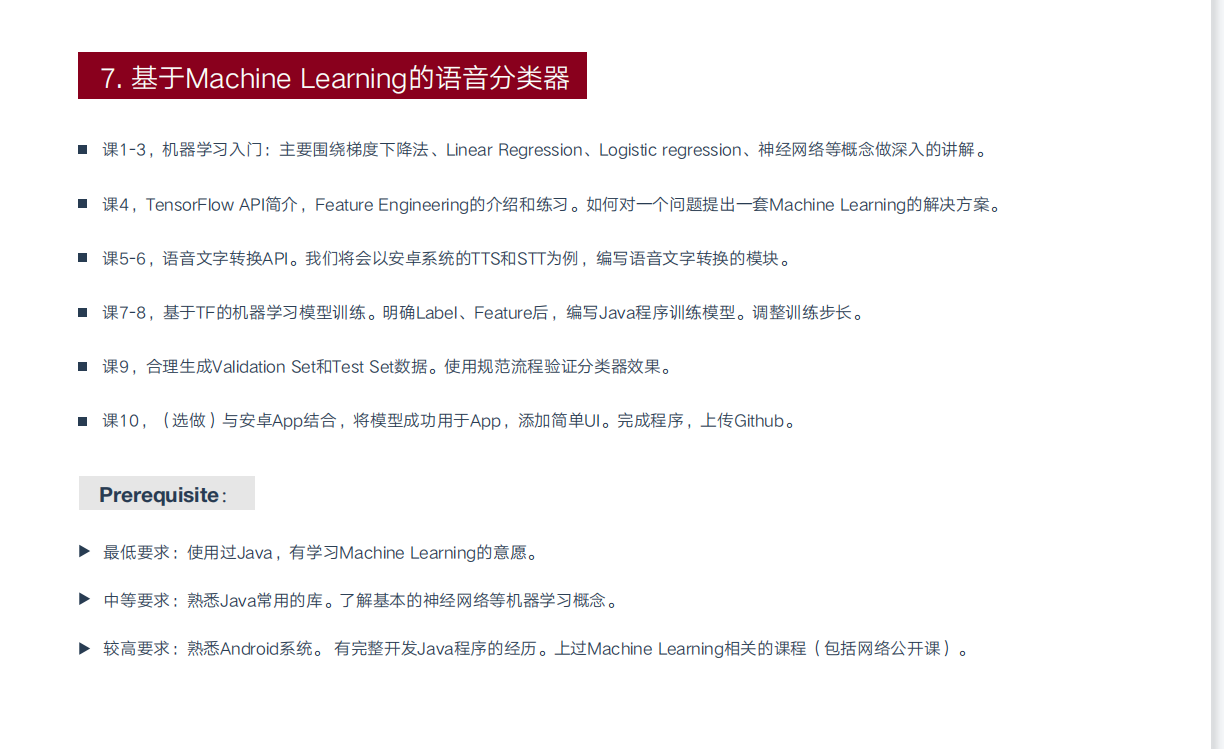 7. 基于Machine Learning的语音分类器
课1-3，机器学习入门：主要围绕梯度下降法、Linear Regression、Logistic regression、神经网络等概念做深入的讲解。
课4，TensorFlow API简介，Feature Engineering的介绍和练习。如何对一个问题提出一套Machine Learning的解决方案。
课5-6，语音文字转换API。我们将会以安卓系统的TTS和STT为例，编写语音文字转换的模块。
课7-8，基于TF的机器学习模型训练。明确Label、Feature后，编写Java程序训练模型。调整训练步长。
课9，合理生成Validation Set和Test Set数据。使用规范流程验证分类器效果。
课10，（选做）与安卓App结合，将模型成功用于App，添加简单UI。完成程序，上传Github。
Prerequisite：
最低要求：使用过Java，有学习Machine Learning的意愿。
中等要求：熟悉Java常用的库。了解基本的神经网络等机器学习概念。
较高要求：熟悉Android系统。 有完整开发Java程序的经历。上过Machine Learning相关的课程（包括网络公开课）。